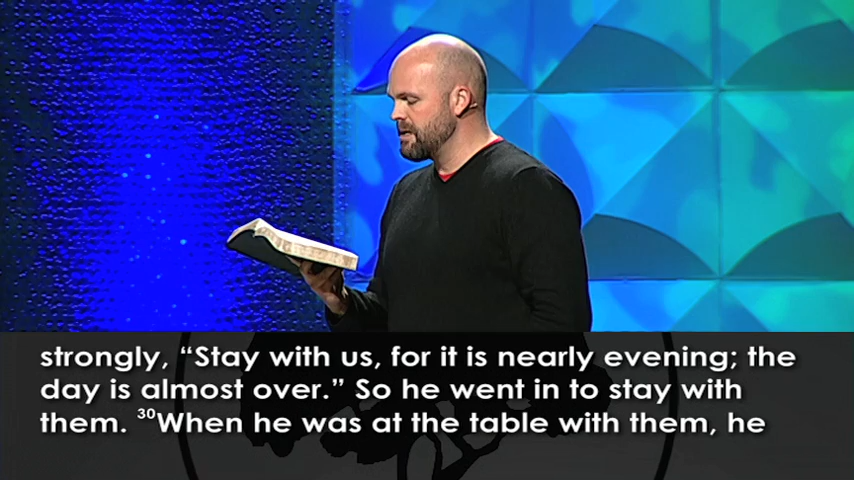 strongly, “Stay with us, for it is nearly evening; the
day is almost over.” So he went in to stay with
them. ³⁰When he was at the table with them, he